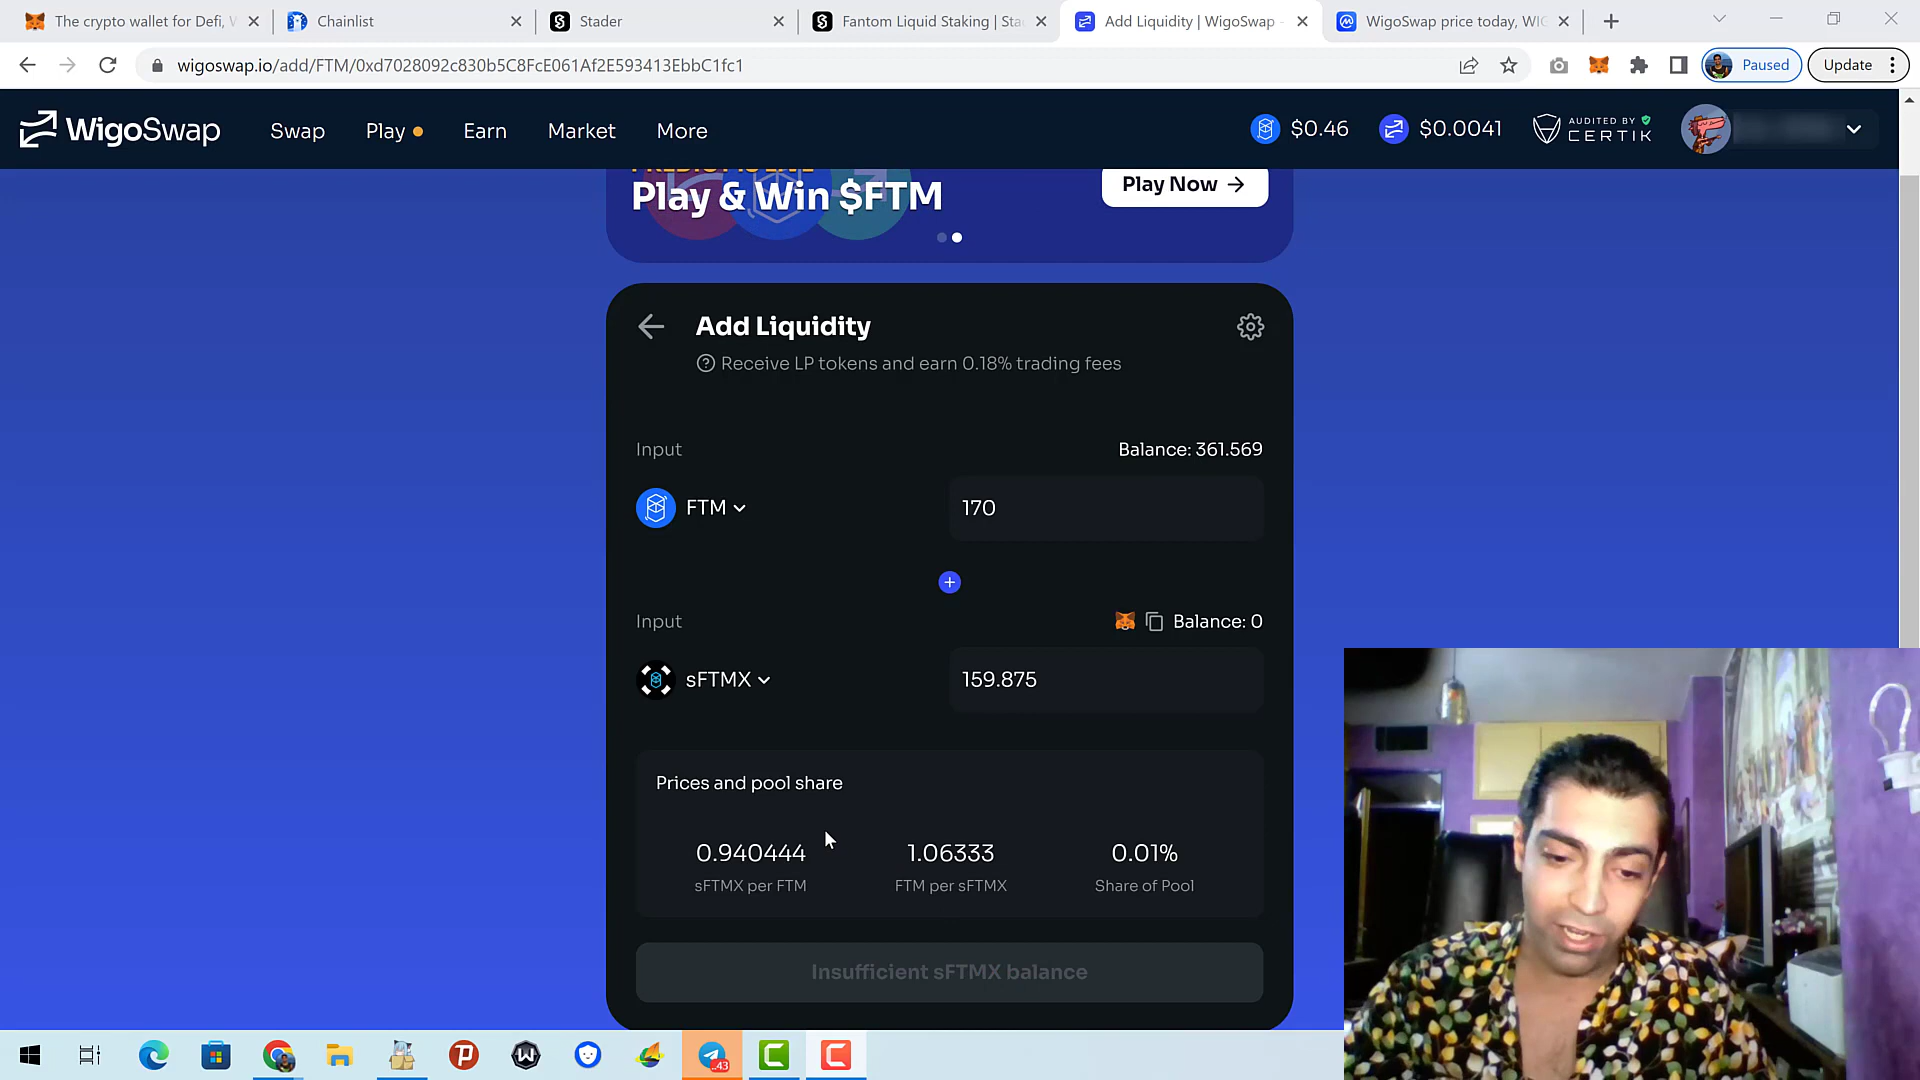 The crypto wallet for Defi, W
Chainlist
Stader
Fantom Liquid Staking | Sta
Add Liquidity | WigoSwap -
WigoSwap price today, WIG
wigoswap.io/add/FTM/0xd7028092c830b5C8FcE061Af2E593413EbbC1fc1
Paused
Update
WigoSwap
Swap
Play
Earn
Market
More
$0.46
$0.0041
AUDITED BY
CERTIK
Play & Win $FTM
Play Now →
Add Liquidity
Receive LP tokens and earn 0.18% trading fees
Input
Balance: 361.569
FTM
170
Input
Balance: 0
sFTMX
159.875
Prices and pool share
0.940444
1.06333
0.01%
sFTMX per FTM
FTM per sFTMX
Share of Pool
Insufficient sFTMX balance
43